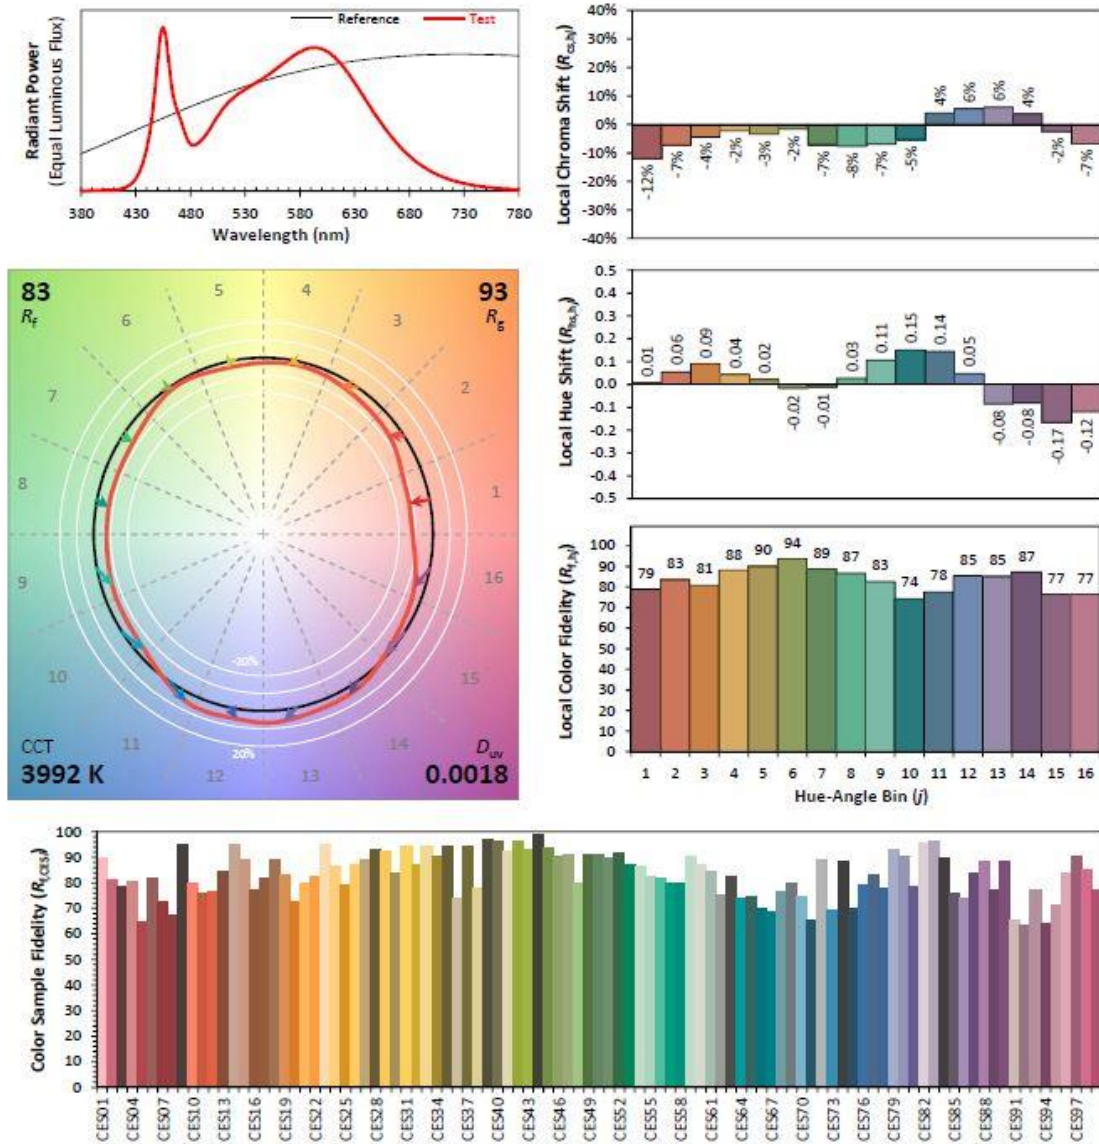 Radiant Power
(Equal Luminous Flux)
Reference
Test
380 430 480 530 580 630 680 730 780
Wavelength (nm)
Local Chroma Shift (Rcs,hj)
40%
30%
20%
10%
0%
-10%
-20%
-30%
-40%
-12% -7% -4% -2% -3% -2% -7% -8% -7% -5% 4% 6% 6% 4% -2% -7%
83
Rf
93
Rg
5 4
6 3
7 2
8 1
9 16
10 15
11 14
12 13
-20%
20%
CCT
3992 K
Duv
0.0018
Local Hue Shift (Rhs,hj)
0.5
0.4
0.3
0.2
0.1
0.0
-0.1
-0.2
-0.3
-0.4
-0.5
0.01 0.06 0.09 0.04 0.02 -0.02 -0.01 0.03 0.11 0.15 0.14 0.05 -0.08 -0.08 -0.17 -0.12
Local Color Fidelity (Rf,hj)
100
90
80
70
60
50
40
30
20
10
0
79 83 81 88 90 94 89 87 83 74 78 85 85 87 77 77
1 2 3 4 5 6 7 8 9 10 11 12 13 14 15 16
Hue-Angle Bin (j)
Color Sample Fidelity (Rf,CESi)
100
90
80
70
60
50
40
30
20
10
0
CES01 CES04 CES07 CES10 CES13 CES16 CES19 CES22 CES25 CES28 CES31 CES34 CES37 CES40 CES43 CES46 CES49 CES52 CES55 CES58 CES61 CES64 CES67 CES70 CES73 CES76 CES79 CES82 CES85 CES88 CES91 CES94 CES97